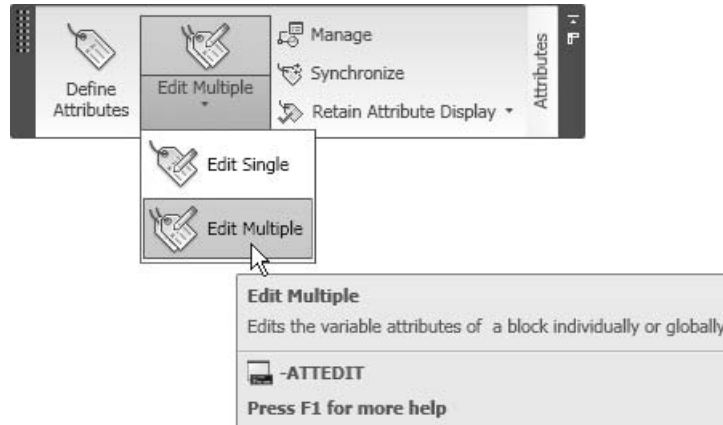 Define
Attributes
Edit Multiple
Manage
Synchronize
Retain Attribute Display
Attributes
Edit Single
Edit Multiple
Edit Multiple
Edits the variable attributes of a block individually or globally
-ATTEDIT
Press F1 for more help